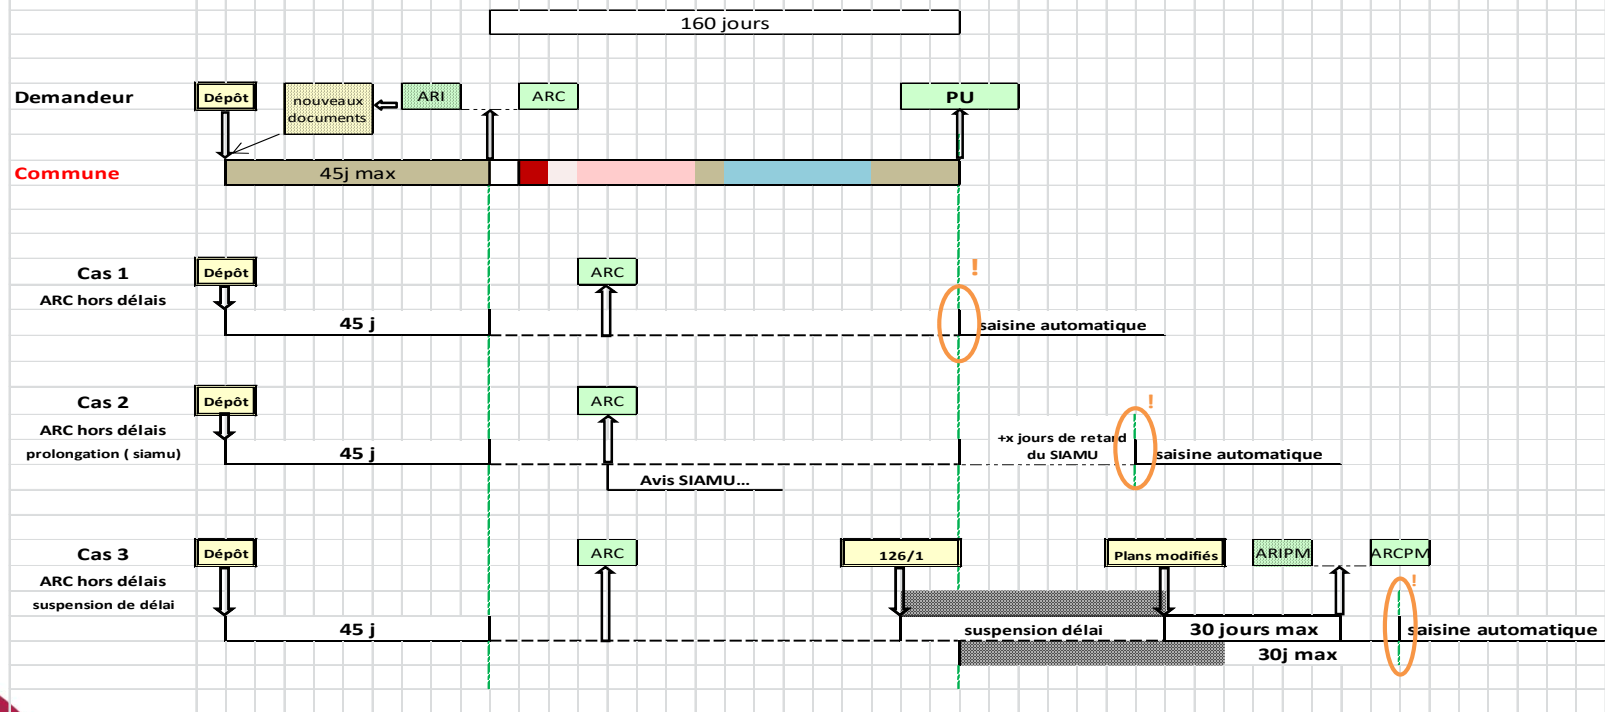 160 jours
Demandeur
Dépôt
nouveaux
documents
ARI
ARC
PU
Commune
45j max
Cas 1
ARC hors délais
Dépôt
ARC
!
45 j
saisine automatique
Cas 2
ARC hors délais
prolongation ( siamu)
Dépôt
ARC
!
45 j
+x jours de retard
du SIAMU
saisine automatique
Avis SIAMU...
Cas 3
ARC hors délais
suspension de délai
Dépôt
ARC
126/1
Plans modifiés
ARIPM
ARCPM
!
45 j
suspension délai
30 jours max
saisine automatique
30j max